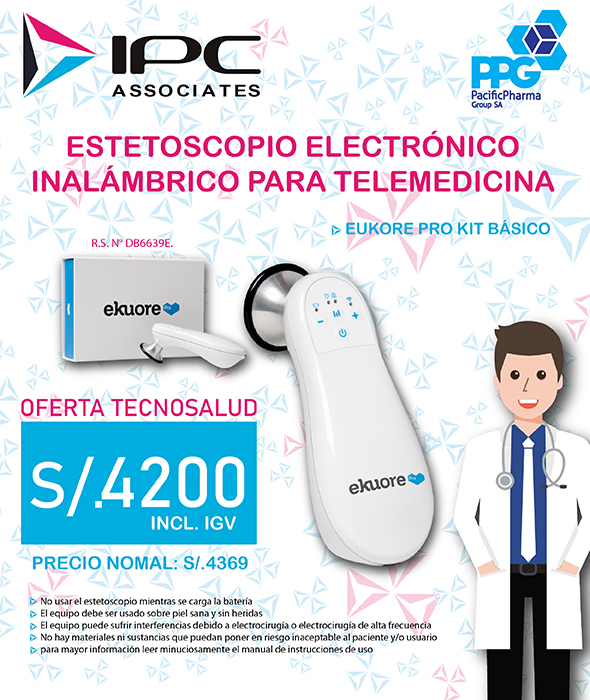 IPC
ASSOCIATES
PPG
PacificPharma
Group SA
ESTETOSCOPIO ELECTRÓNICO
INALÁMBRICO PARA TELEMEDICINA
EUKORE PRO KIT BÁSICO
R.S. N° DB6639E.
ekuore pro
M
ekuore pro
OFERTA TECNOSALUD
S/.4200
INCL. IGV
PRECIO NOMAL: S/.4369
No usar el estetoscopio mientras se carga la batería
El equipo debe ser usado sobre piel sana y sin heridas
El equipo puede sufrir interferencias debido a electrocirugía o electrocirugía de alta frecuencia
No hay materiales ni sustancias que puedan poner en riesgo inaceptable al paciente y/o usuario
para mayor información leer minuciosamente el manual de instrucciones de uso